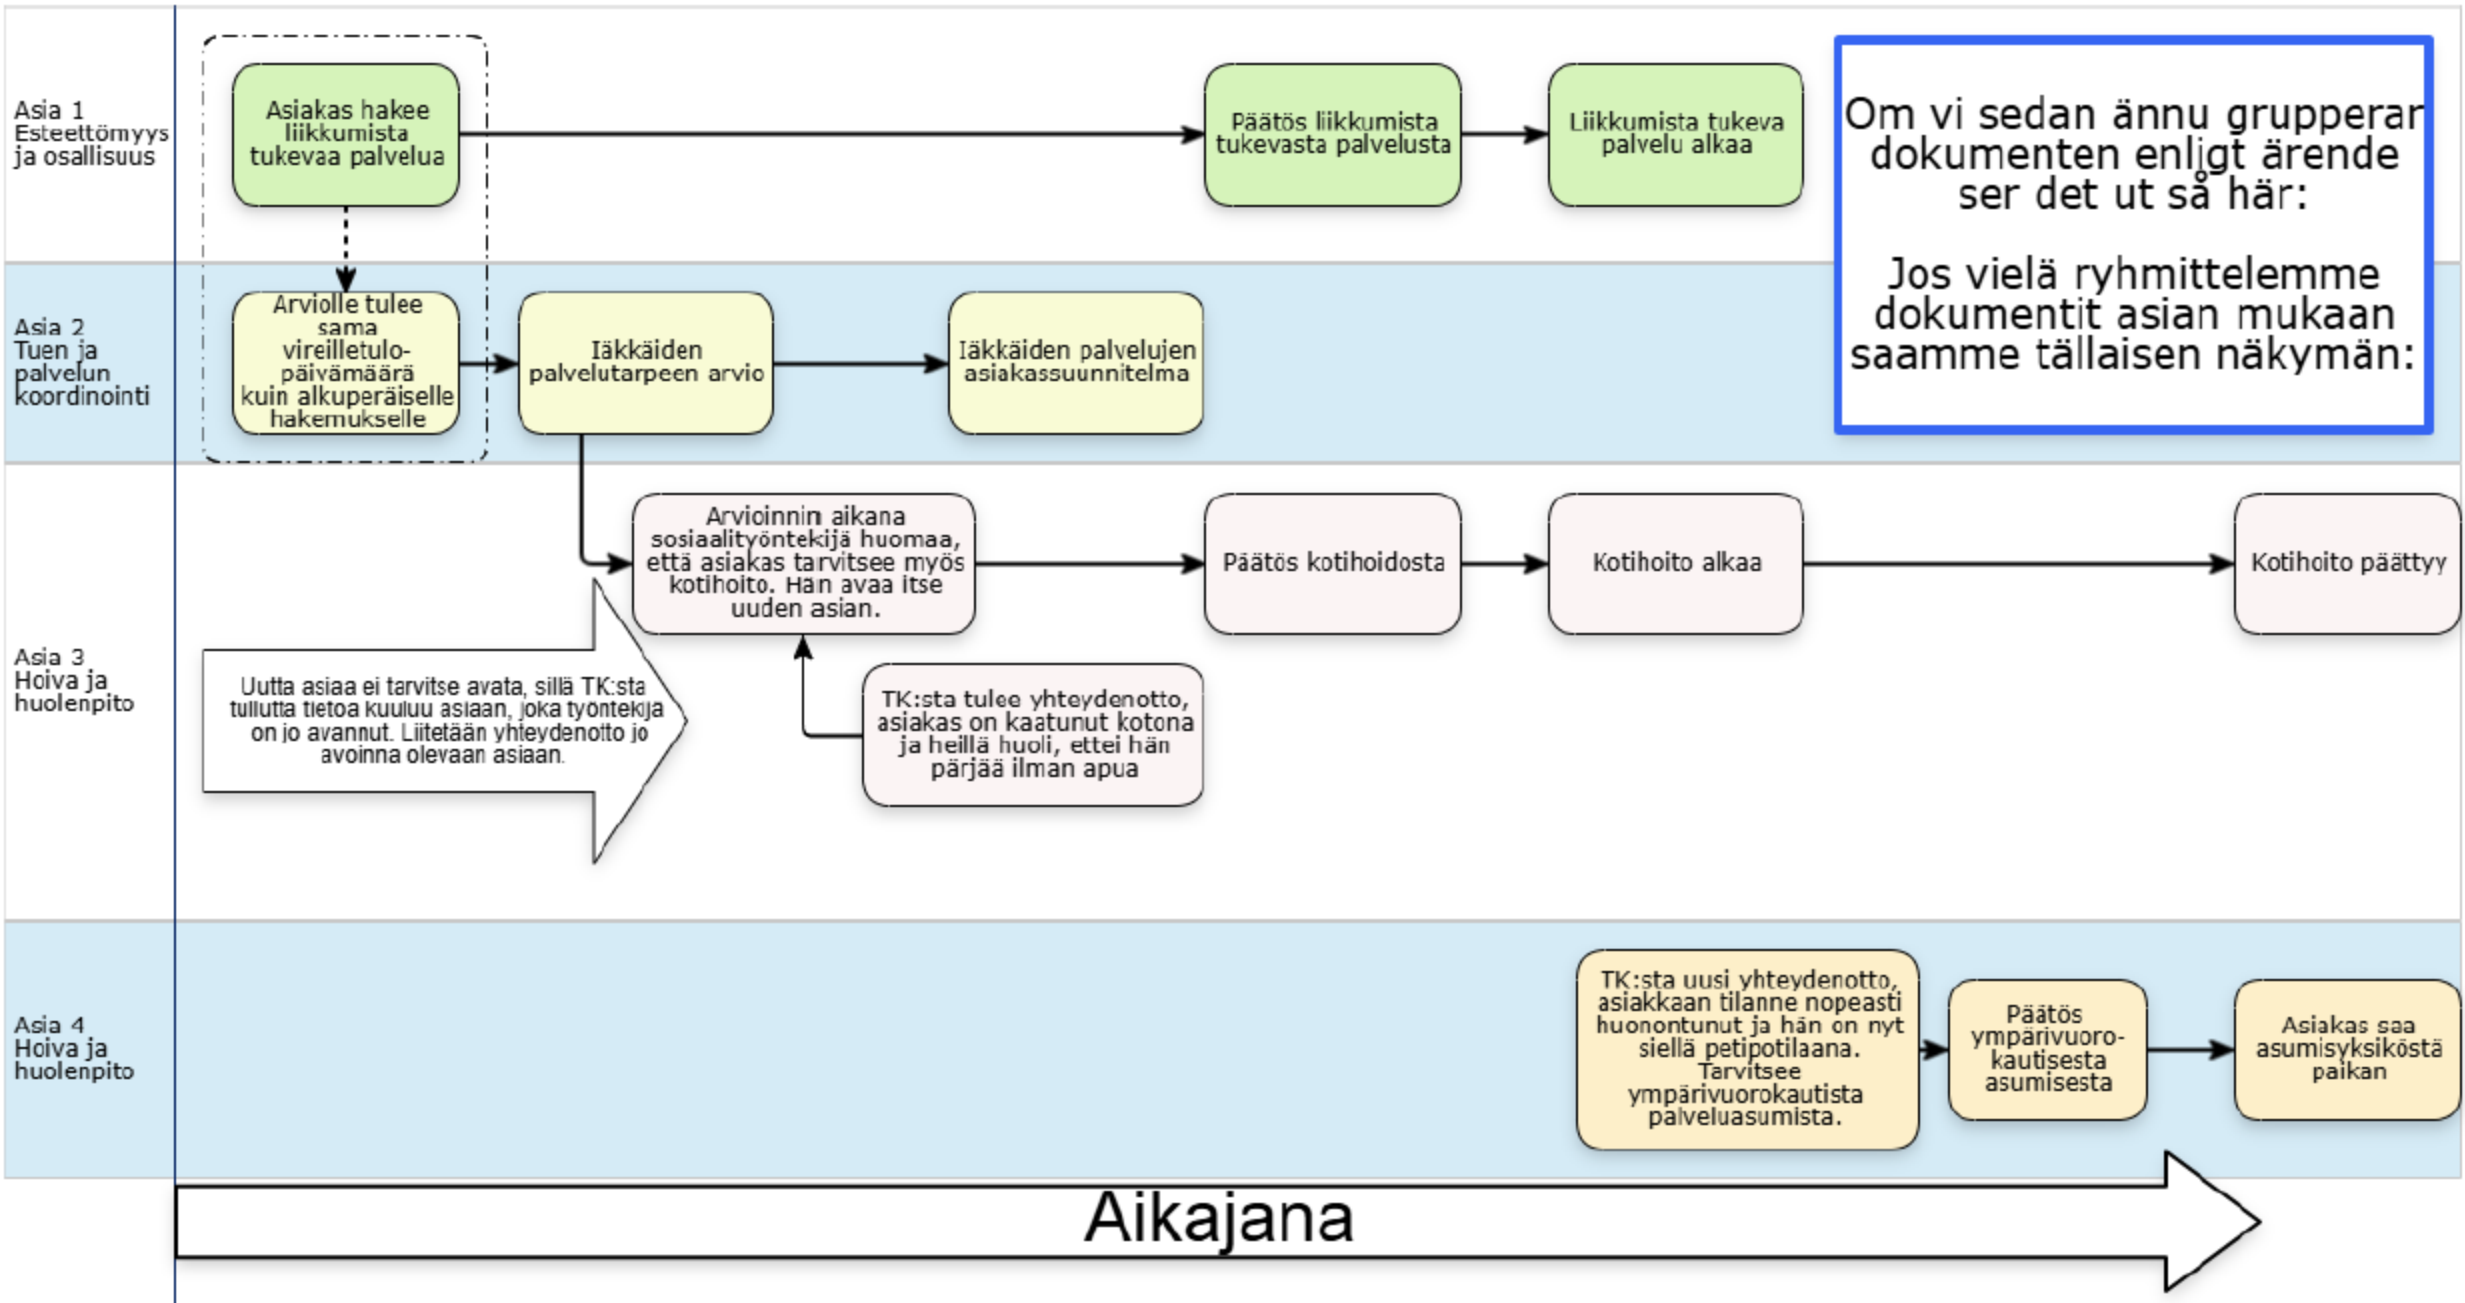 Asia 1
Esteettömyys
ja osallisuus
Asiakas hakee
liikkumista
tukevaa palvelua
Päätös liikkumista
tukevasta palvelusta
Liikkumista tukeva
palvelu alkaa
Om vi sedan ännu grupperar
dokumenten enligt ärende
ser det ut så här:
Jos vielä ryhmittelemme
dokumentit asian mukaan
saamme tällaisen näkymän:
Asia 2
Tuen ja
palvelun
koordinointi
Arviolle tulee
sama
vireilletulo-
päivämäärä
kuin alkuperäiselle
hakemukselle
Iäkkäiden
palvelutarpeen arvio
Iäkkäiden palvelujen
asiakassuunnitelma
Asia 3
Hoiva ja
huolenpito
Arvioinnin aikana
sosiaalityöntekijä huomaa,
että asiakas tarvitsee myös
kotihoito. Hän avaa itse
uuden asian.
Päätös kotihoidosta
Kotihoito alkaa
Kotihoito päättyy
Uutta asiaa ei tarvitse avata, sillä TK:sta
tullutta tietoa kuuluu asiaan, joka työntekijä
on jo avannut. Liitetään yhteydenotto jo
avoinna olevaan asiaan.
TK:sta tulee yhteydenotto,
asiakas on kaatunut kotona
ja heillä huoli, ettei hän
pärjää ilman apua
Asia 4
Hoiva ja
huolenpito
TK:sta uusi yhteydenotto,
asiakkaan tilanne nopeasti
huonontunut ja hän on nyt
siellä petipotilaana.
Tarvitsee
ympärivuorokautista
palveluasumista.
Päätös
ympärivuoro-
kautisesta
asumisesta
Asiakas saa
asumisyksiköstä
paikan
Aikajana